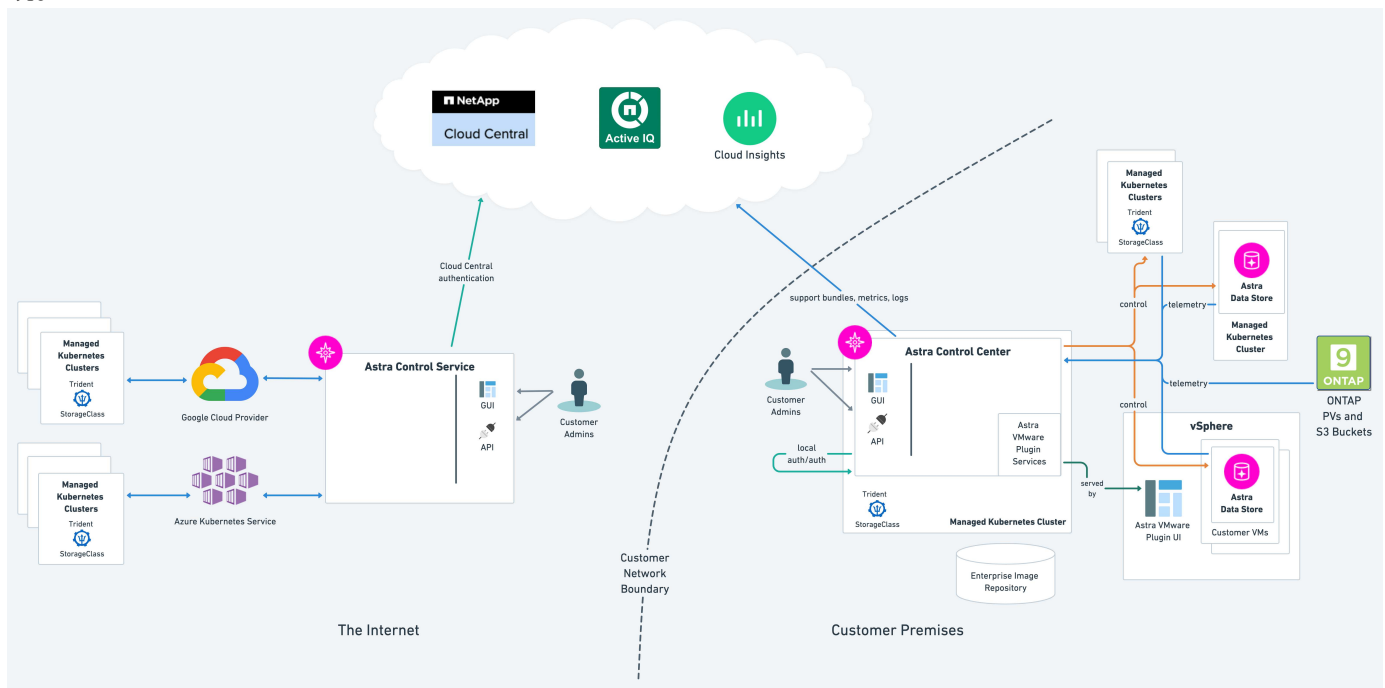 NetApp
Cloud Central
Active IQ
Cloud Insights
Cloud Central
authentication
support bundles, metrics, logs
Managed
Kubernetes
Clusters
Trident
StorageClass
Google Cloud Provider
Managed
Kubernetes
Clusters
Trident
StorageClass
Azure Kubernetes Service
Astra Control Service
GUI
API
Customer
Admins
Customer
Network
Boundary
The Internet
Customer
Admins
Astra Control Center
GUI
API
local
auth/auth
Astra
VMware
Plugin
Services
Trident
StorageClass
Managed Kubernetes Cluster
Enterprise Image
Repository
Customer Premises
Managed
Kubernetes
Clusters
Trident
StorageClass
control
telemetry
Astra
Data Store
Managed
Kubernetes
Cluster
telemetry
control
9
ONTAP
ONTAP
PVs and
S3 Buckets
served
by
vSphere
Astra VMware
Plugin UI
Astra
Data Store
Customer VMs